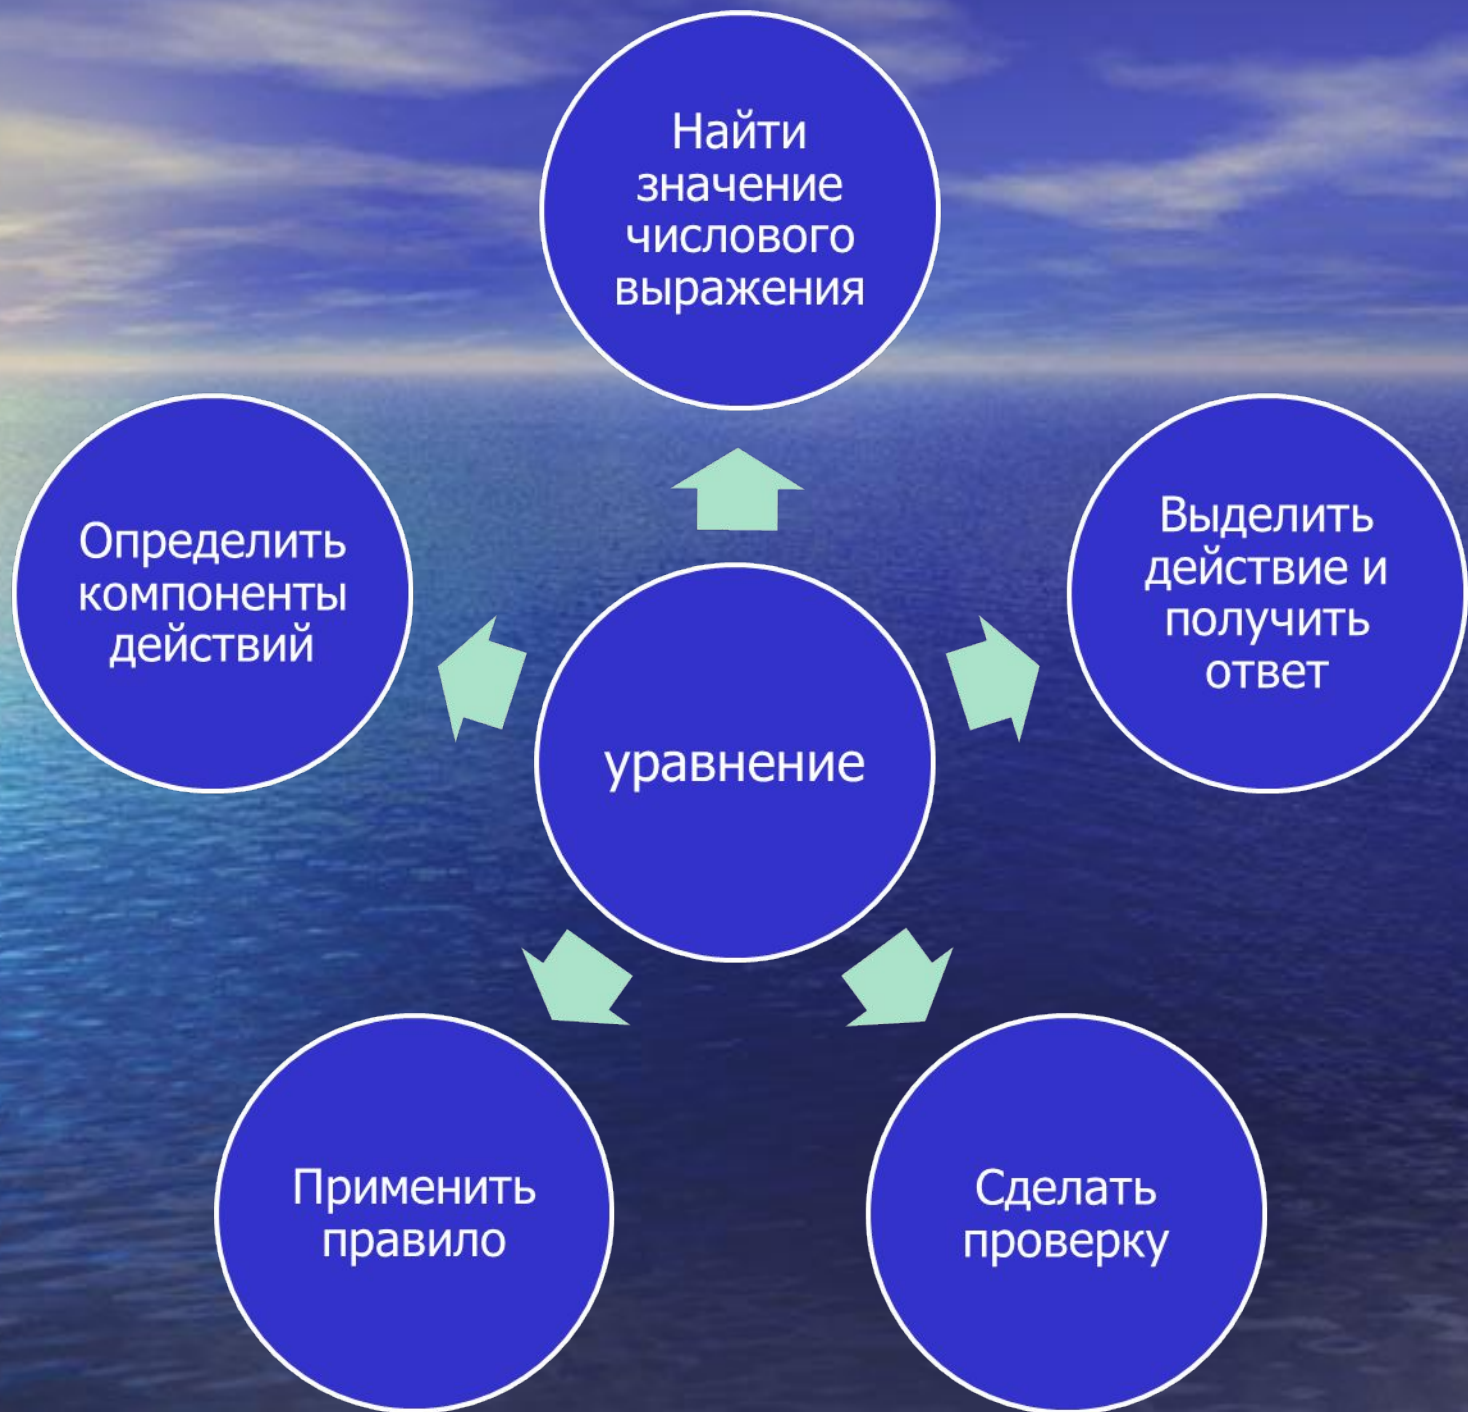 Найти
значение
числового
выражения
Определить
компоненты
действий
Выделить
действие и
получить
ответ
уравнение
Применить
правило
Сделать
проверку